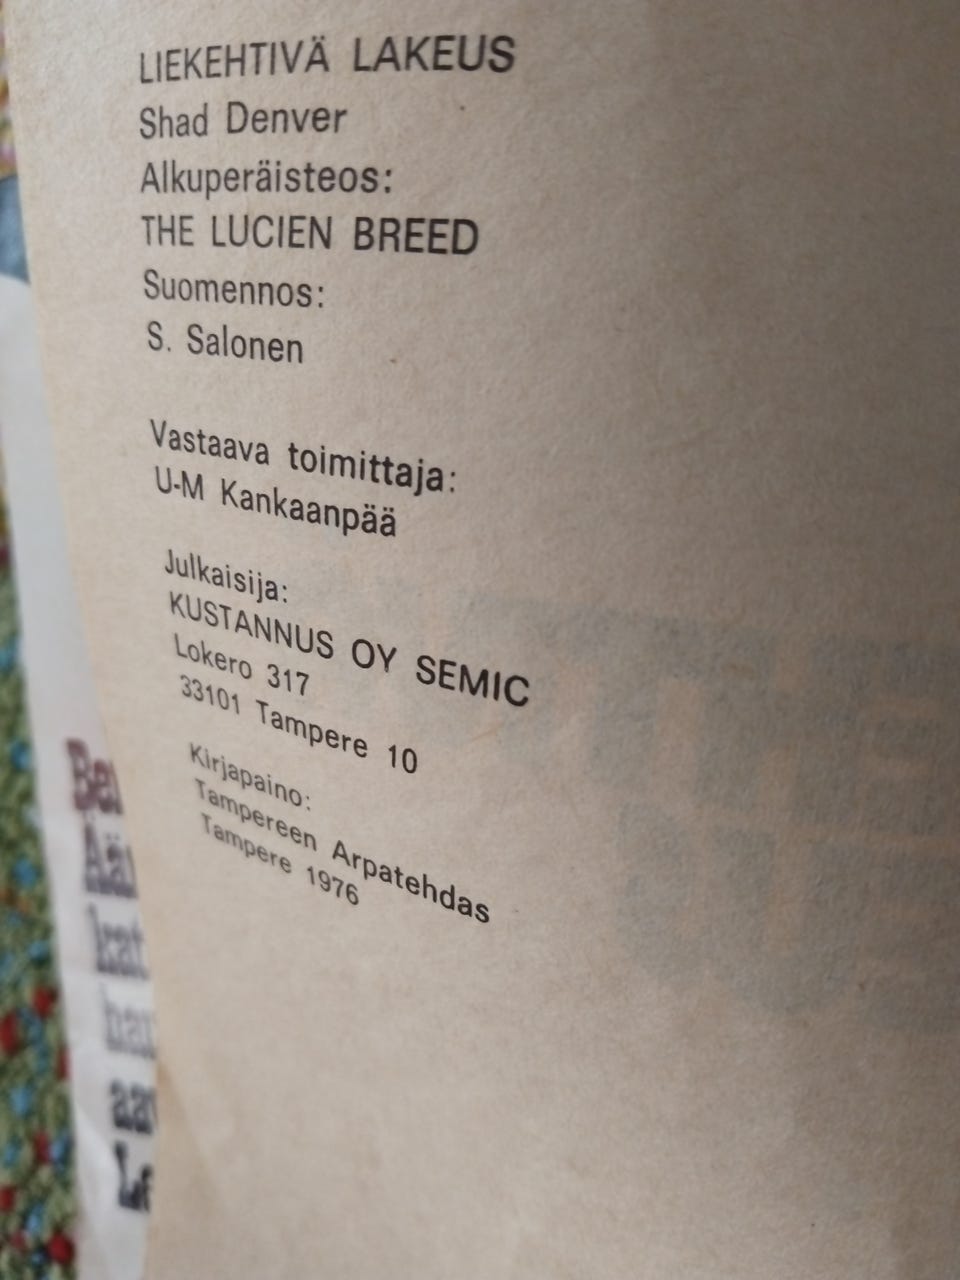 LIEKEHTIVÄ LAKEUS
Shad Denver
Alkuperäisteos:
THE LUCIEN BREED
Suomennos:
S. Salonen
Vastaava toimittaja:
U-M Kankaanpää
Julkaisija:
KUSTANNUS OY SEMIC
Lokero 317
33101 Tampere 10
Kirjapaino:
Tampereen Arpatehdas
Tampere 1976